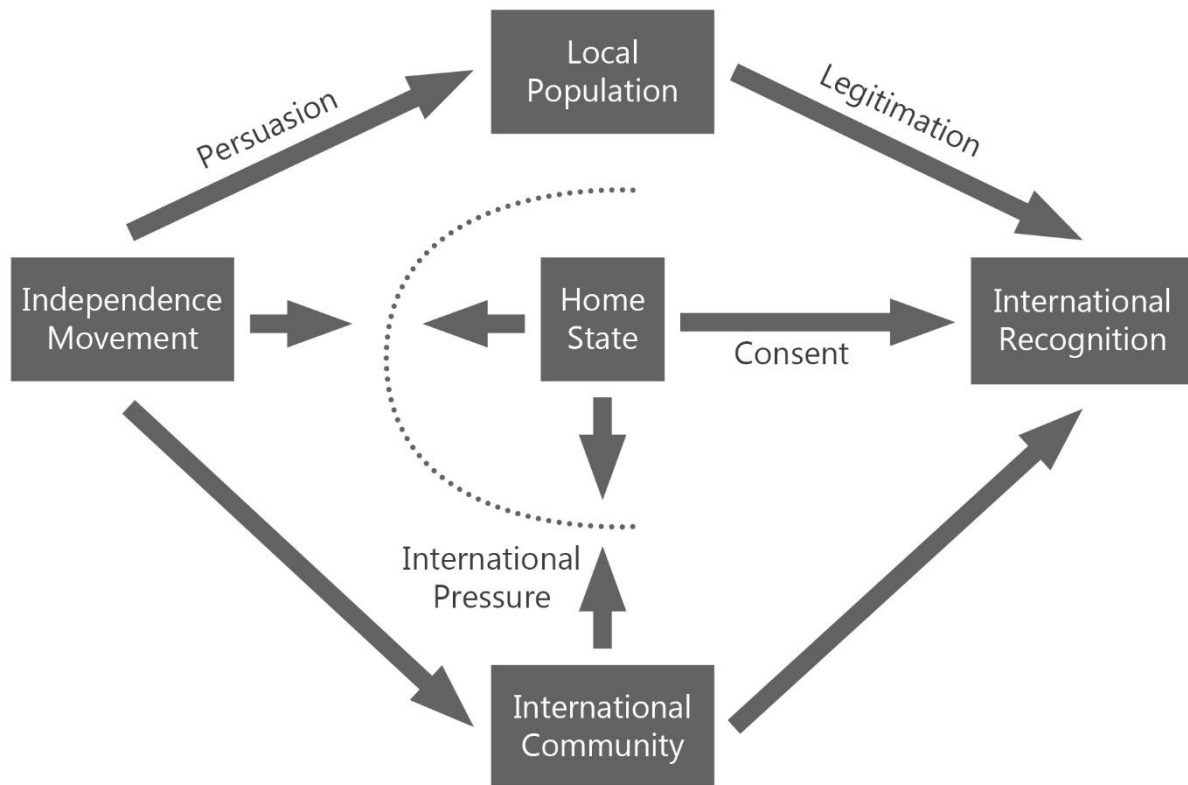 Local
Population
Persuasion
Legitimation
Independence
Movement
Home
State
Consent
International
Recognition
International
Pressure
International
Community